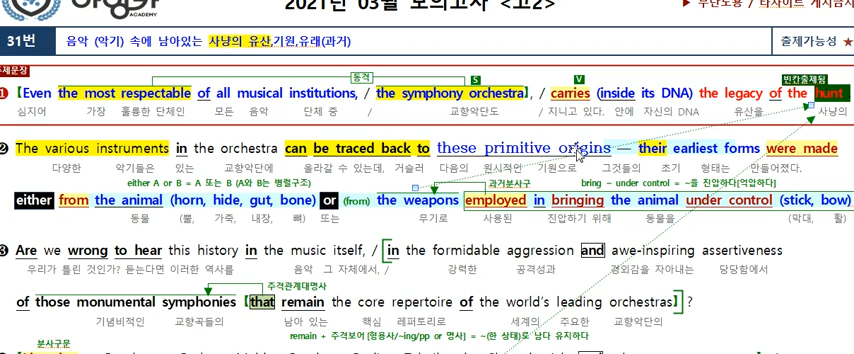 ACADEMY
2021년 03월 모의고사 <고2>
▶ 무단도용 / 타사이트 게시금지
31번 음악 (악기) 속에 남아있는 사냥의 유산,기원,유래(과거) 출제가능성 ★
주제문장 동격 S V 빈칸출제됨
❶【Even the most respectable of all musical institutions, / the symphony orchestra】, / carries (inside its DNA) the legacy of the hunt
심지어 가장 훌륭한 단체인 모든 음악 단체 중 / 교향악단도 / 지니고 있다. 안에 자신의 DNA 유산을 사냥의
❷ The various instruments in the orchestra can be traced back to these primitive origins — their earliest forms were made
다양한 악기들은 있는 교향악단에 올라갈 수 있는데, 거슬러 다음의 원시적인 기원으로 그것들의 초기 형태는 만들어졌다.
either A or B = A 또는 B (A와 B는 병렬구조) 과거분사구 bring ~ under control = ~을 진압하다[억압하다]
either from the animal (horn, hide, gut, bone) or (from) the weapons employed in bringing the animal under control (stick, bow)
동물 (뿔, 가죽, 내장, 뼈) 또는 무기로 사용된 진압하기 위해 동물을 (막대, 활)
❸ Are we wrong to hear this history in the music itself, / [in the formidable aggression and awe-inspiring assertiveness
우리가 틀린 것인가? 듣는다면 이러한 역사를 음악 그 자체에서, / 강력한 공격성과 경외감을 자아내는 당당함에서
주격관계대명사
of those monumental symphonies 【that remain the core repertoire of the world's leading orchestras】] ?
기념비적인 교향곡들의 남아 있는 핵심 레퍼토리로 세계의 주요한 교향악단의
remain + 주격보어 [형용사/~ing/pp or 명사] = ~(한 상태)로 남다 유지하다
분사구문